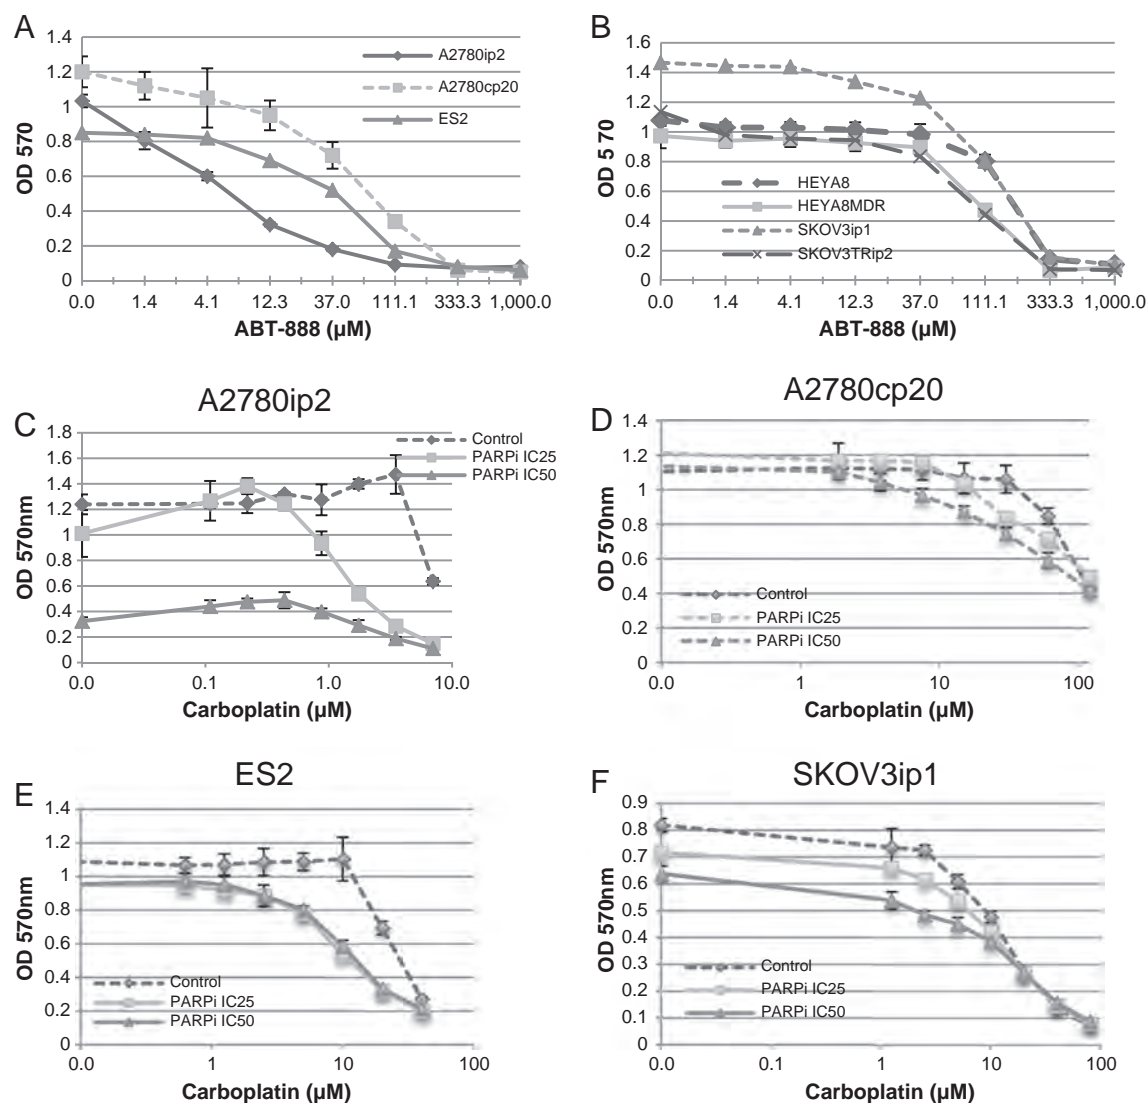 A
OD 570
1.4
1.2
1
0.8
0.6
0.4
0.2
0
A2780ip2
A2780cp20
ES2
0.0 1.4 4.1 12.3 37.0 111.1 333.3 1,000.0
ABT-888 (µM)
B
OD 5 70
1.6
1.4
1.2
1.0
0.8
0.6
0.4
0.2
0
HEYA8
HEYA8MDR
SKOV3ip1
SKOV3TRip2
0.0 1.4 4.1 12.3 37.0 111.1 333.3 1,000.0
ABT-888 (µM)
A2780ip2
C
OD 570nm
1.8
1.6
1.4
1.2
1.0
0.8
0.6
0.4
0.2
0
Control
PARPi IC25
PARPi IC50
0.0 0.1 1.0 10.0
Carboplatin (µM)
A2780cp20
D
OD 570nm
1.4
1.2
1.0
0.8
0.6
0.4
0.2
0
Control
PARPi IC25
PARPi IC50
0.0 1 10 100
Carboplatin (µM)
ES2
E
OD 570nm
1.4
1.2
1
0.8
0.6
0.4
0.2
0
Control
PARPi IC25
PARPi IC50
0.0 1 10 100
Carboplatin (µM)
SKOV3ip1
F
OD 570nm
0.9
0.8
0.7
0.6
0.5
0.4
0.3
0.2
0.1
0
Control
PARPi IC25
PARPi IC50
0.0 0.1 1 10 100
Carboplatin (µM)